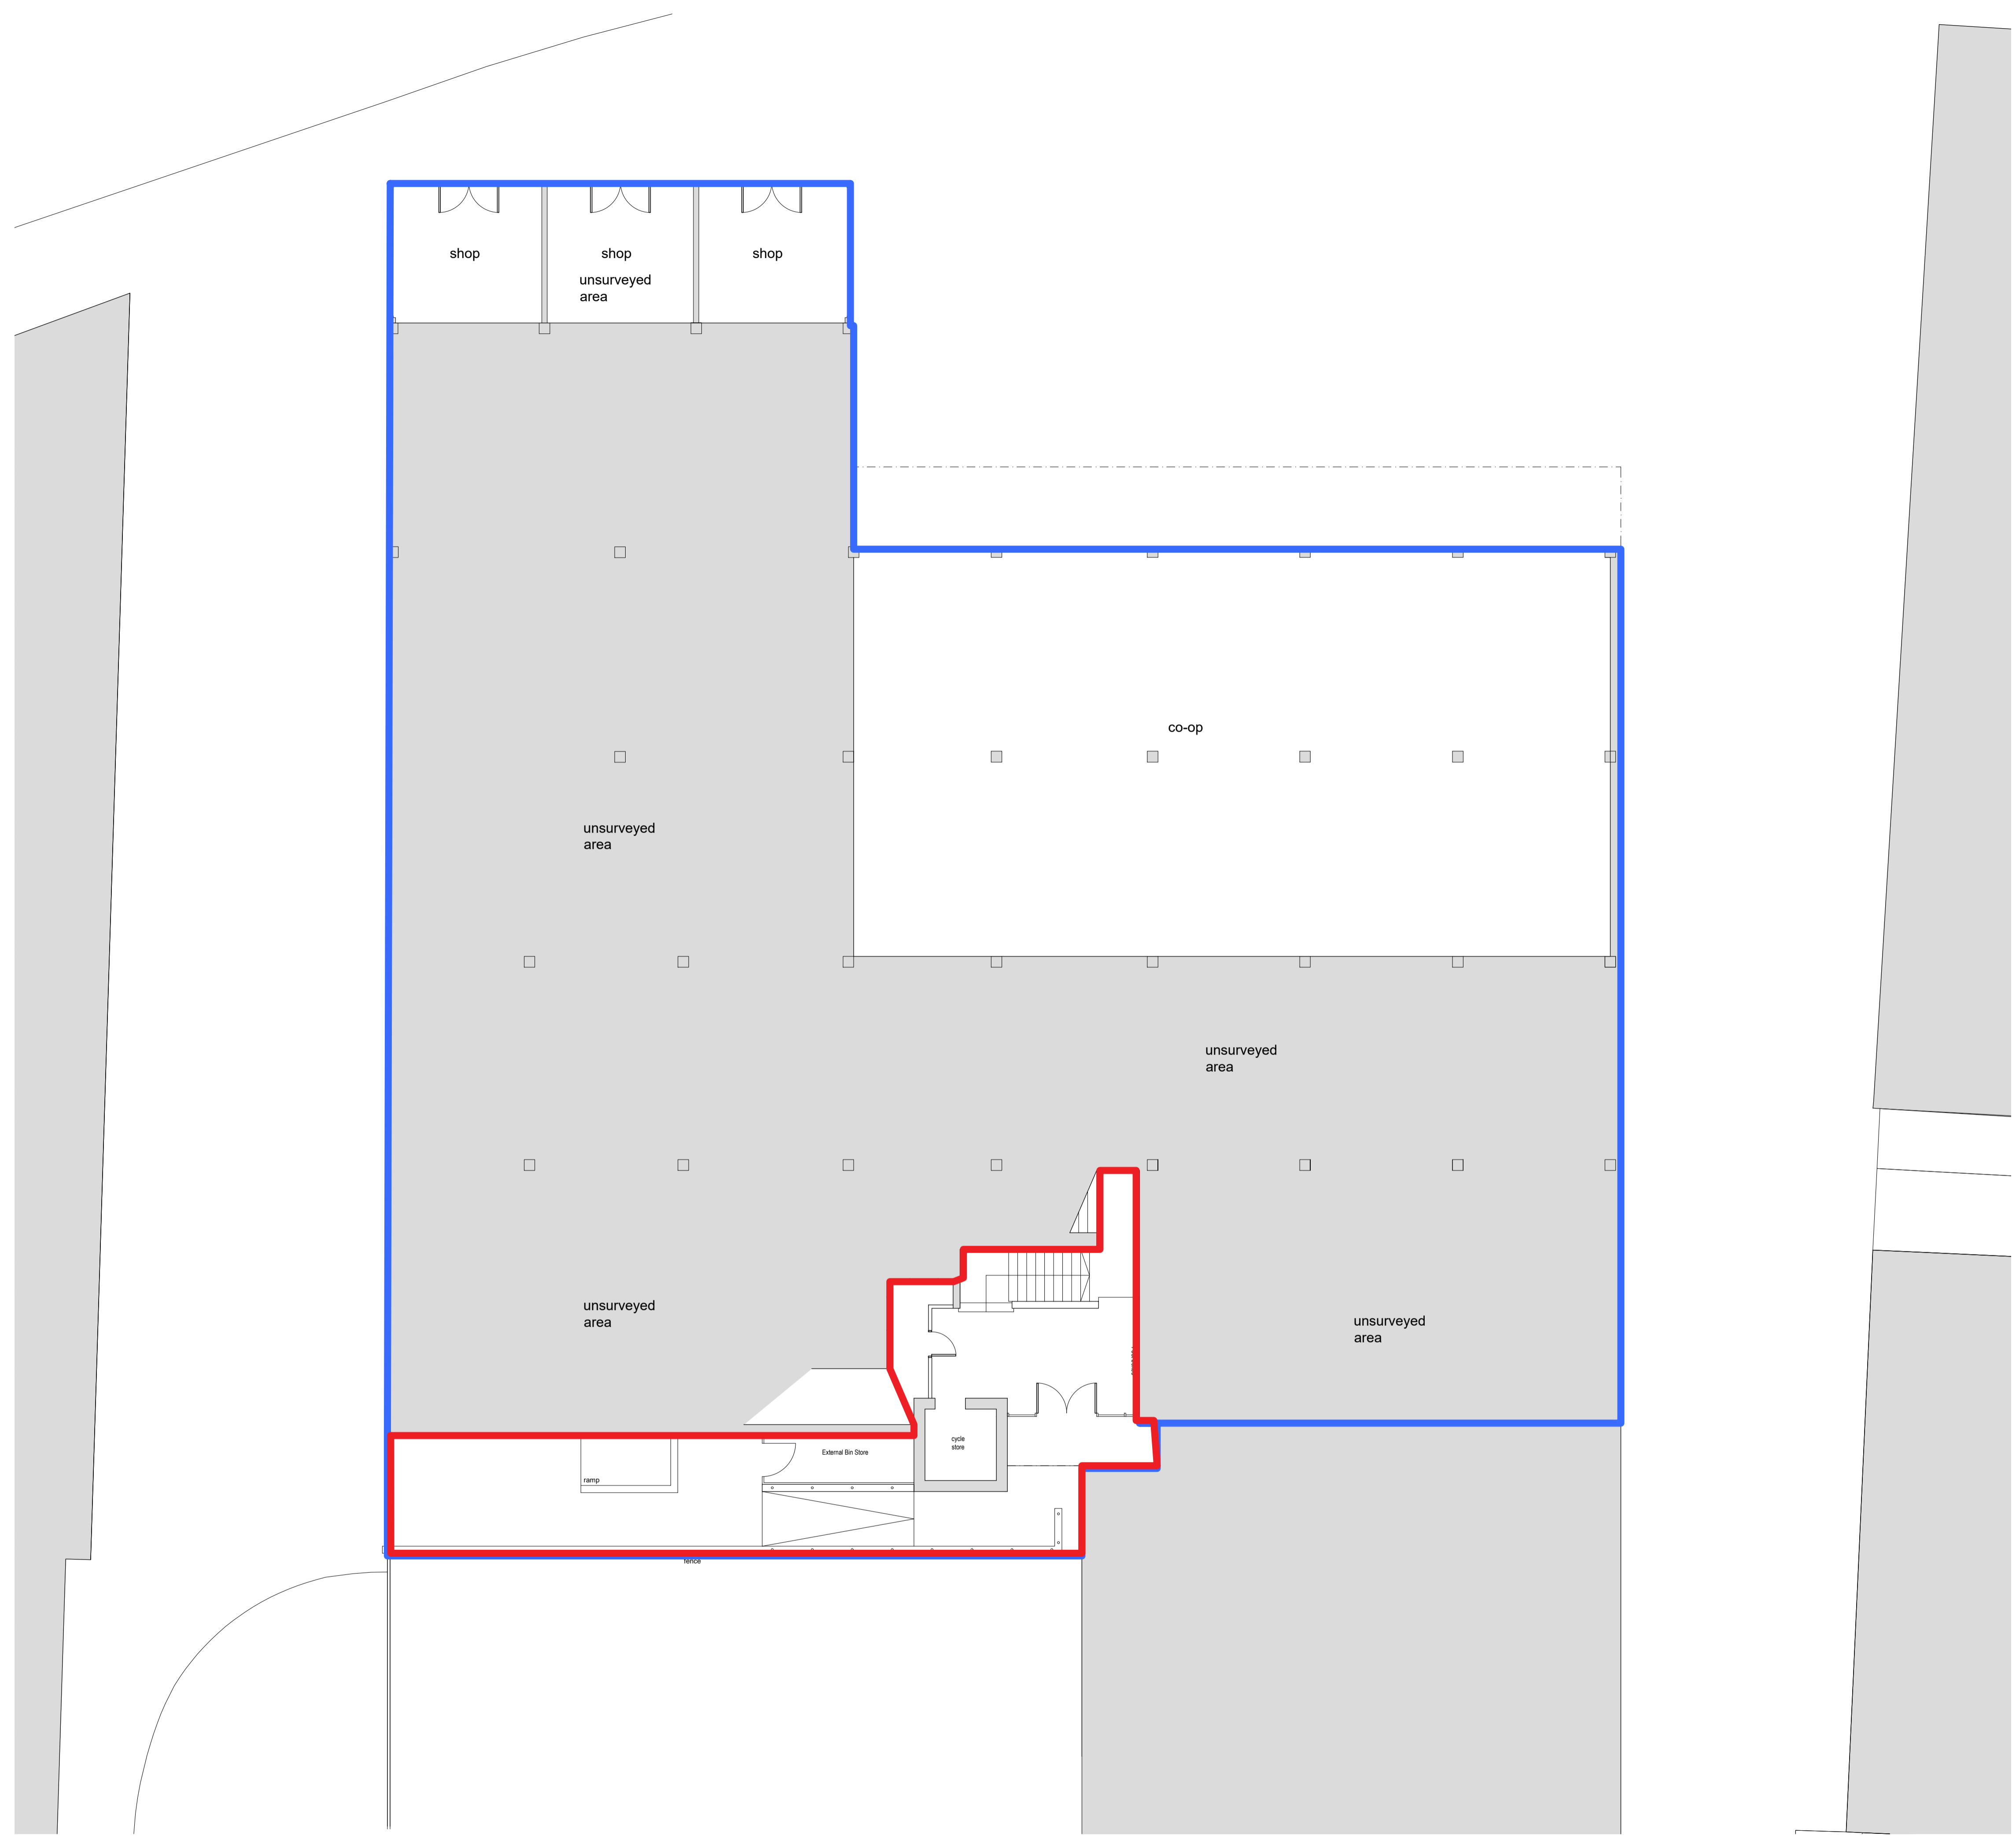 shop
shop
shop
unsurveyed
area
co-op
unsurveyed
area
unsurveyed
area
unsurveyed
area
unsurveyed
area
cycle
store
External Bin Store
ramp
fence